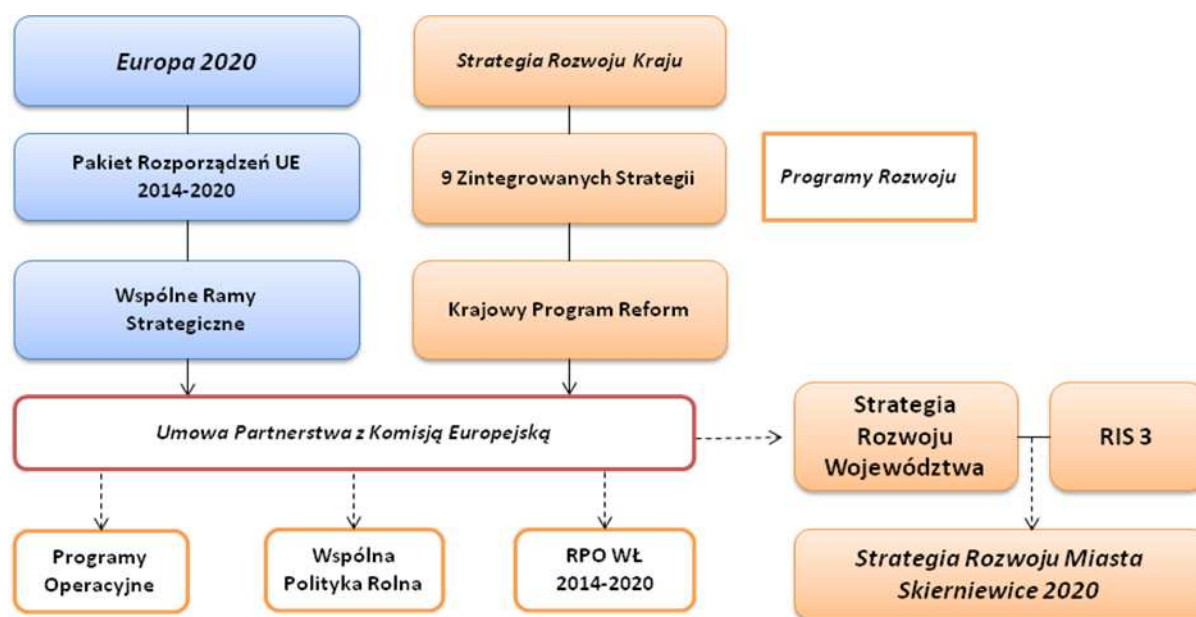 Europa 2020
Strategia Rozwoju Kraju
Pakiet Rozporządzeń UE
2014-2020
9 Zintegrowanych Strategii
Programy Rozwoju
Wspólne Ramy
Strategiczne
Krajowy Program Reform
Umowa Partnerstwa z Komisją Europejską
Strategia
Rozwoju
Województwa
RIS 3
Programy
Operacyjne
Wspólna
Polityka Rolna
RPO WŁ
2014-2020
Strategia Rozwoju Miasta
Skierniewice 2020